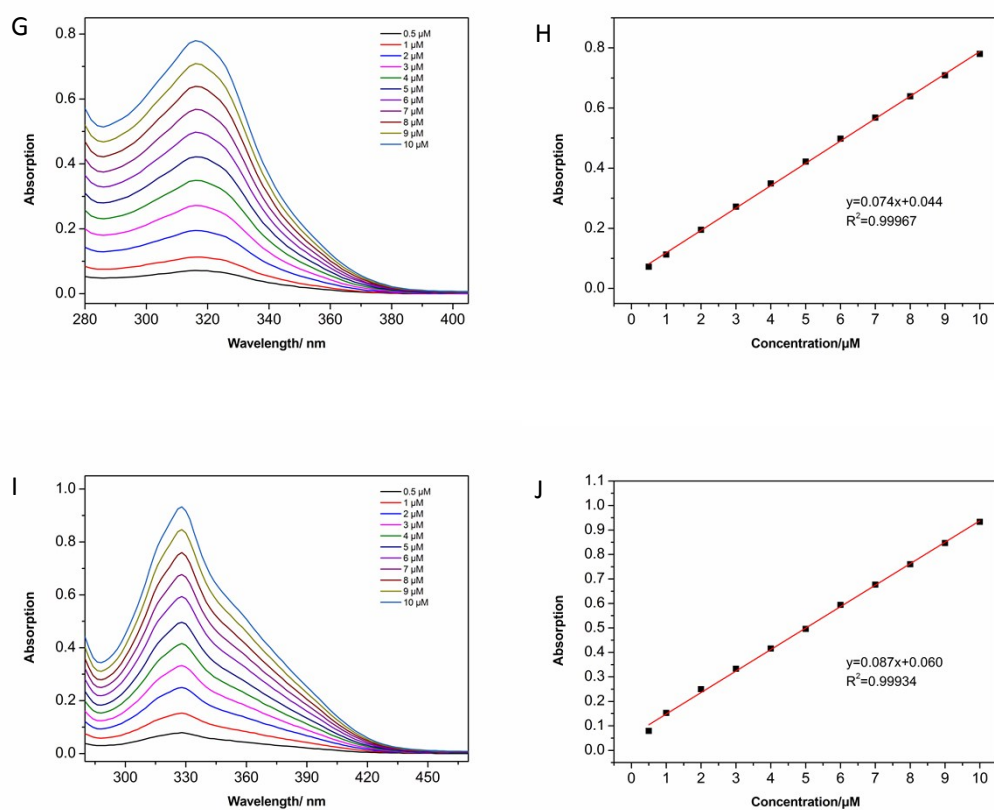 G
0.8
0.6
0.4
0.2
0.0
280 300 320 340 360 380 400
Absorption
Wavelength/ nm
0.5 μM
1 μM
2 μM
3 μM
4 μM
5 μM
6 μM
7 μM
8 μM
9 μM
10 μM
H
0.8
0.6
0.4
0.2
0.0
0 1 2 3 4 5 6 7 8 9 10
Absorption
Concentration/μM
y=0.074x+0.044
R²=0.99967
I
1.0
0.8
0.6
0.4
0.2
0.0
300 330 360 390 420 450
Absorption
Wavelength/ nm
0.5 μM
1 μM
2 μM
3 μM
4 μM
5 μM
6 μM
7 μM
8 μM
9 μM
10 μM
J
1.1
1.0
0.9
0.8
0.7
0.6
0.5
0.4
0.3
0.2
0.1
0.0
0 1 2 3 4 5 6 7 8 9 10
Absorption
Concentration/μM
y=0.087x+0.060
R²=0.99934